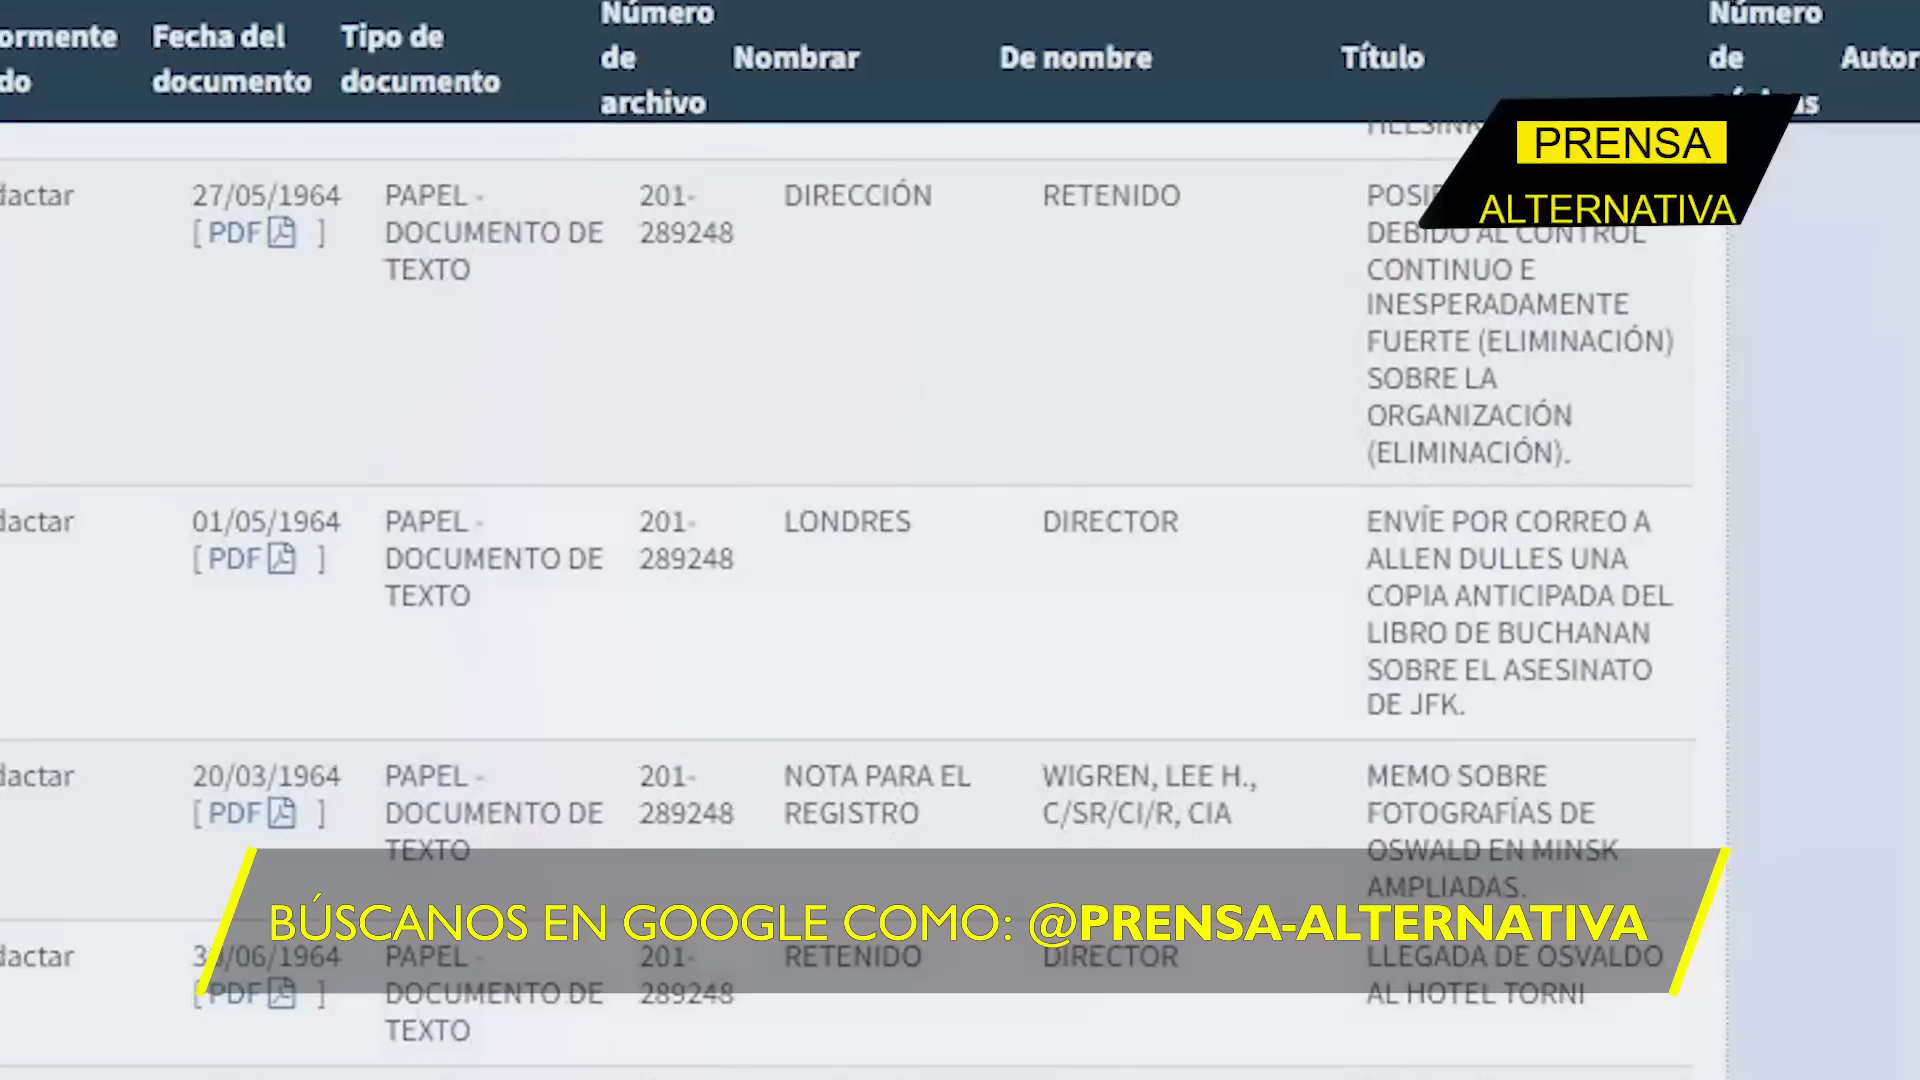 ormente
do
Fecha del
documento
Tipo de
documento
Número
de
archivo
Nombrar
De nombre
Título
Número
de
Autor
PRENSA
ALTERNATIVA
dactar
27/05/1964
[ PDF ]
PAPEL -
DOCUMENTO DE
TEXTO
201-
289248
DIRECCIÓN
RETENIDO
DEBIDO AL CONTROL
CONTINUO E
INESPERADAMENTE
FUERTE (ELIMINACIÓN)
SOBRE LA
ORGANIZACIÓN
(ELIMINACIÓN).
dactar
01/05/1964
[ PDF ]
PAPEL -
DOCUMENTO DE
TEXTO
201-
289248
LONDRES
DIRECTOR
ENVÍE POR CORREO A
ALLEN DULLES UNA
COPIA ANTICIPADA DEL
LIBRO DE BUCHANAN
SOBRE EL ASESINATO
DE JFK.
dactar
20/03/1964
[ PDF ]
PAPEL -
DOCUMENTO DE
TEXTO
201-
289248
NOTA PARA EL
REGISTRO
WIGREN, LEE H.,
C/SR/CI/R, CIA
MEMO SOBRE
FOTOGRAFÍAS DE
OSWALD EN MINSK
AMPLIADAS.
BÚSCANOS EN GOOGLE COMO: @PRENSA-ALTERNATIVA
dactar
[ PDF ]
PAPEL -
DOCUMENTO DE
TEXTO
201-
289248
RETENIDO
DIRECTOR
LLEGADA DE OSVALDO
AL HOTEL TORNI